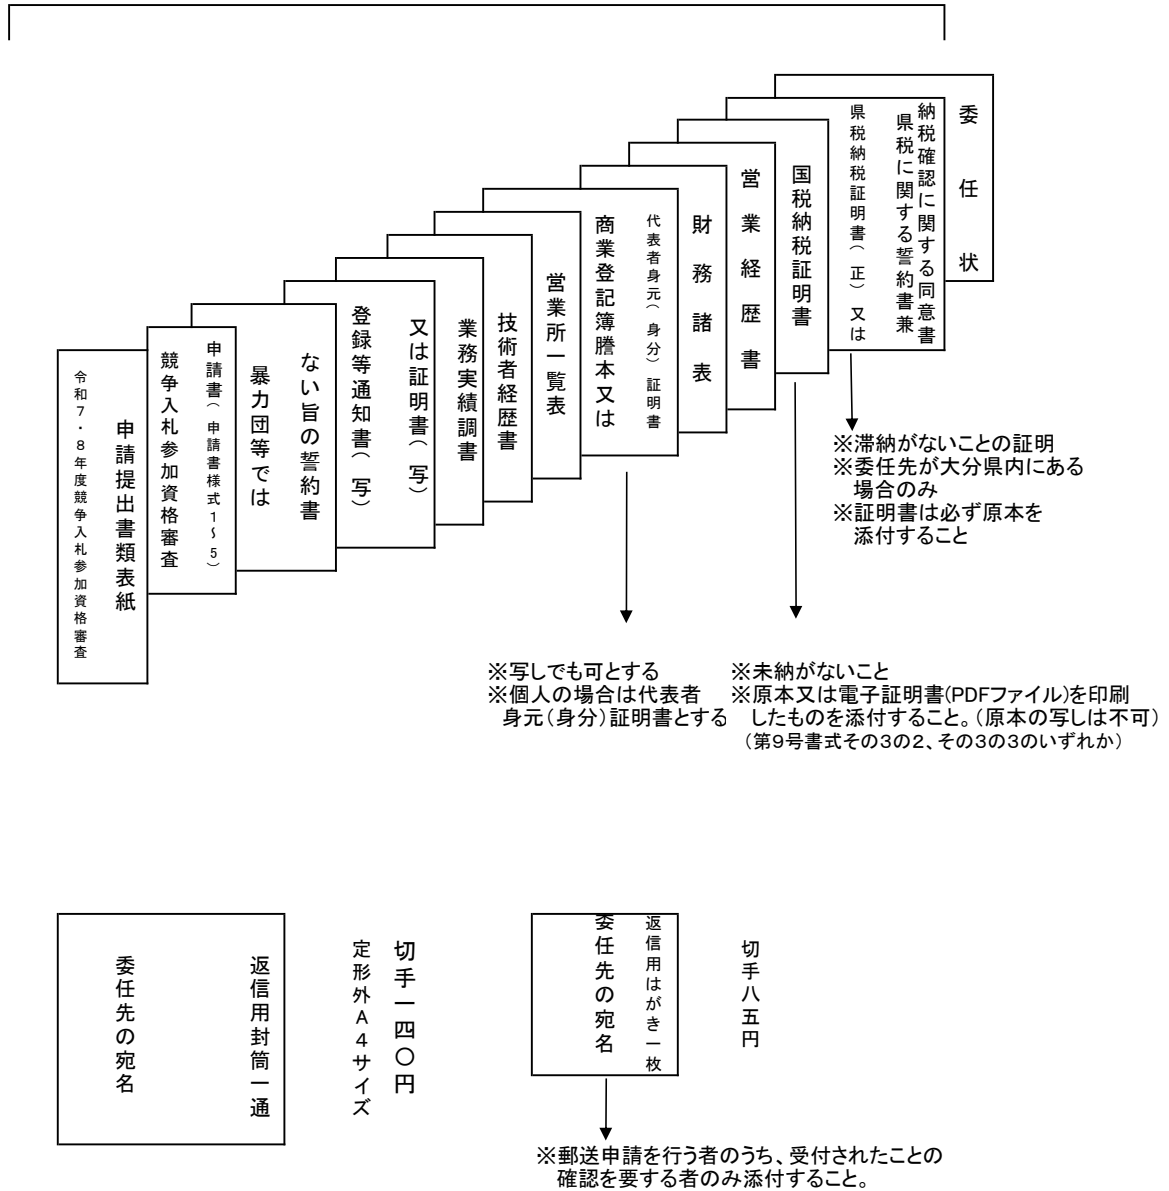 令和７・８年度競争入札参加資格審査
申請提出書類表紙
競争入札参加資格審査
申請書（申請書様式１～５）
暴力団等では
ない旨の誓約書
登録等通知書（写）
又は証明書（写）
業務実績調書
技術者経歴書
営業所一覧表
商業登記簿謄本又は
代表者身元（身分）証明書
財務諸表
営業経歴書
国税納税証明書
県税納税証明書（正）又は
県税に関する誓約書兼
納税確認に関する同意書
委任状
※滞納がないことの証明
※委任先が大分県内にある
場合のみ
※証明書は必ず原本を
添付すること
※写しでも可とする
※個人の場合は代表者
身元（身分）証明書とする
※未納がないこと
※原本又は電子証明書(PDFファイル)を印刷
したものを添付すること。（原本の写しは不可）
（第９号書式その３の２、その３の３のいずれか）
委任先の宛名
返信用封筒一通
定形外Ａ４サイズ
切手一四〇円
委任先の宛名
返信用はがき一枚
切手八五円
※郵送申請を行う者のうち、受付されたことの
確認を要する者のみ添付すること。